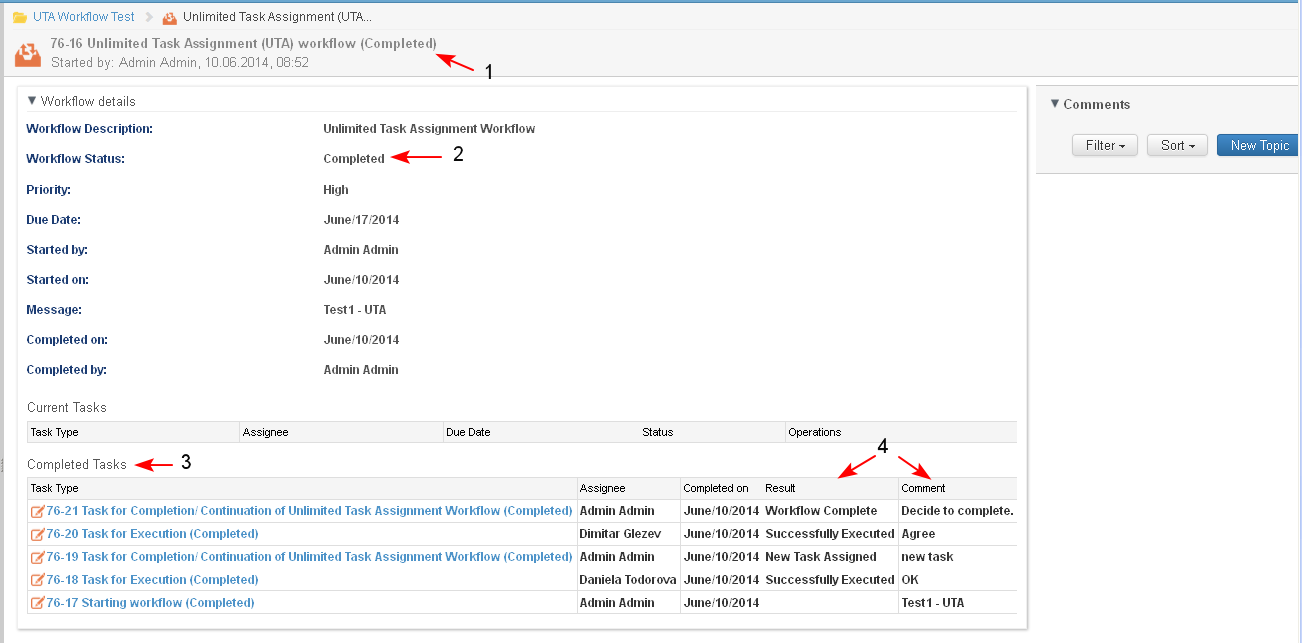 UTA Workflow Test Unlimited Task Assignment (UTA...
76-16 Unlimited Task Assignment (UTA) workflow (Completed)
Started by: Admin Admin, 10.06.2014, 08:52
1
Workflow details
Workflow Description: Unlimited Task Assignment Workflow
Workflow Status: Completed 2
Priority: High
Due Date: June/17/2014
Started by: Admin Admin
Started on: June/10/2014
Message: Test1 - UTA
Completed on: June/10/2014
Completed by: Admin Admin
Current Tasks
Task Type Assignee Due Date Status Operations
Completed Tasks 3 4
Task Type Assignee Completed on Result Comment
76-21 Task for Completion/ Continuation of Unlimited Task Assignment Workflow (Completed) Admin Admin June/10/2014 Workflow Complete Decide to complete.
76-20 Task for Execution (Completed) Dimitar Glezev June/10/2014 Successfully Executed Agree
76-19 Task for Completion/ Continuation of Unlimited Task Assignment Workflow (Completed) Admin Admin June/10/2014 New Task Assigned new task
76-18 Task for Execution (Completed) Daniela Todorova June/10/2014 Successfully Executed OK
76-17 Starting workflow (Completed) Admin Admin June/10/2014 Test1 - UTA
Comments
Filter Sort New Topic